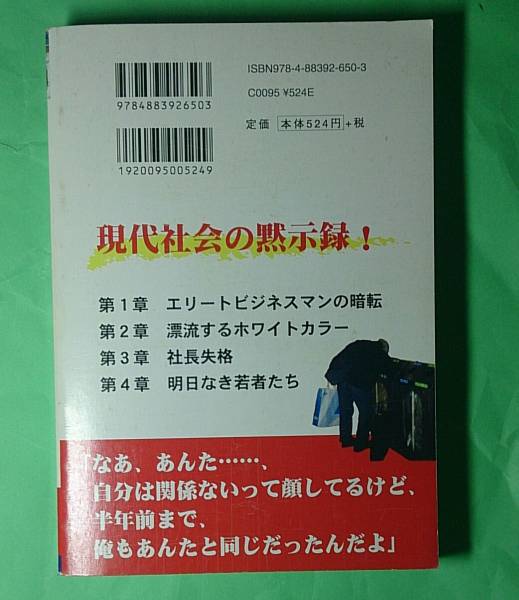 ISBN978-4-88392-650-3
9784883926503
C0095 ¥524E
定価 本体524円+税
1920095005249
現代社会の黙示録！
第1章 エリートビジネスマンの暗転
第2章 漂流するホワイトカラー
第3章 社長失格
第4章 明日なき若者たち
「なあ、あんた……、
自分は関係ないって顔してるけど、
半年前まで、
俺もあんたと同じだったんだよ」